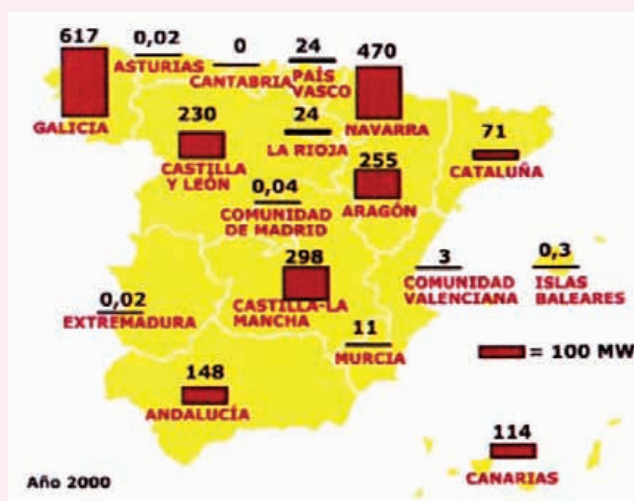 617
GALICIA
0,02
ASTURIAS
0
CANTABRIA
24
PAÍS
VASCO
470
NAVARRA
230
CASTILLA
Y LEÓN
24
LA RIOJA
255
ARAGÓN
71
CATALUÑA
0,04
COMUNIDAD
DE MADRID
298
CASTILLA-LA
MANCHA
3
COMUNIDAD
VALENCIANA
0,3
ISLAS
BALEARES
0,02
EXTREMADURA
11
MURCIA
= 100 MW
148
ANDALUCÍA
114
CANARIAS
Año 2000